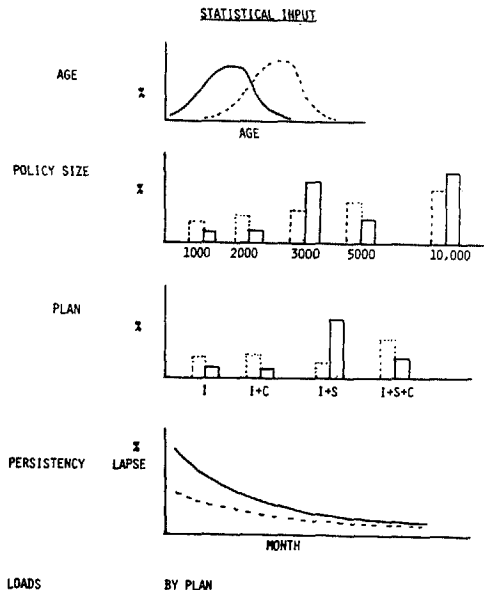 STATISTICAL INPUT
AGE
%
AGE
POLICY SIZE
%
1000 2000 3000 5000 10,000
PLAN
%
I I+C I+S I+S+C
%
PERSISTENCY LAPSE
MONTH
LOADS BY PLAN